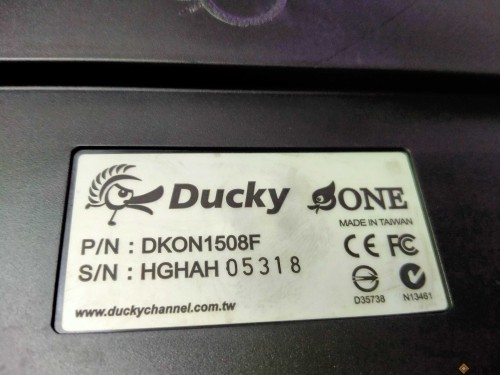 Ducky ONE
MADE IN TAIWAN
P/N : DKON1508F
S/N : HGHAH 05318
CE FC
D35738 N13461
www.duckychannel.com.tw